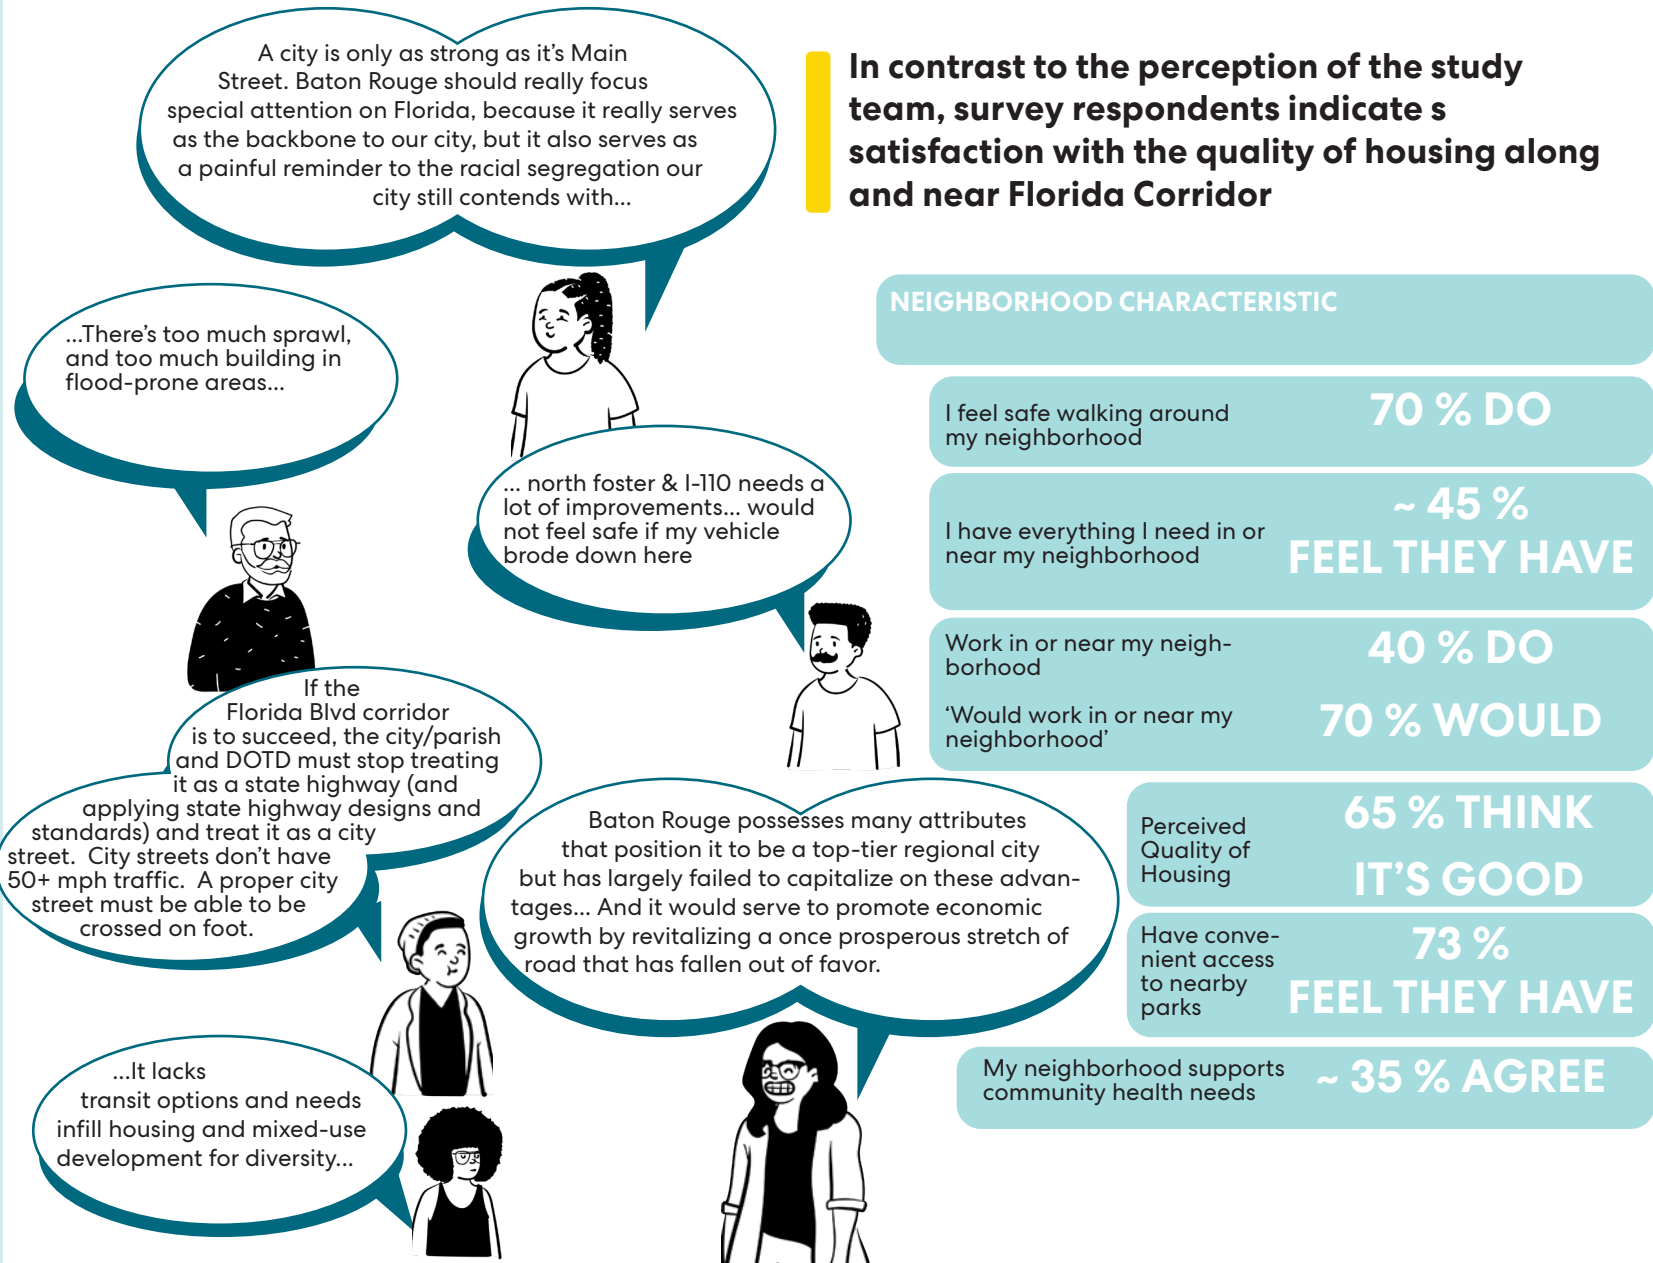 A city is only as strong as it’s Main
Street. Baton Rouge should really focus
special attention on Florida, because it really serves
as the backbone to our city, but it also serves as
a painful reminder to the racial segregation our
city still contends with...
In contrast to the perception of the study
team, survey respondents indicate s
satisfaction with the quality of housing along
and near Florida Corridor
...There’s too much sprawl,
and too much building in
flood-prone areas...
... north foster & I-110 needs a
lot of improvements... would
not feel safe if my vehicle
brode down here
If the
Florida Blvd corridor
is to succeed, the city/parish
and DOTD must stop treating
it as a state highway (and
applying state highway designs and
standards) and treat it as a city
street.  City streets don’t have
50+ mph traffic.  A proper city
street must be able to be
crossed on foot.
Baton Rouge possesses many attributes
that position it to be a top-tier regional city
but has largely failed to capitalize on these advan-
tages... And it would serve to promote economic
growth by revitalizing a once prosperous stretch of
road that has fallen out of favor.
...It lacks
transit options and needs
infill housing and mixed-use
development for diversity...
NEIGHBORHOOD CHARACTERISTIC
I feel safe walking around
my neighborhood
70 % DO
I have everything I need in or
near my neighborhood
~ 45 %
FEEL THEY HAVE
Work in or near my neigh-
borhood
40 % DO
‘Would work in or near my
neighborhood’
70 % WOULD
Perceived
Quality of
Housing
65 % THINK
IT’S GOOD
Have conve-
nient access
to nearby
parks
73 %
FEEL THEY HAVE
My neighborhood supports
community health needs
~ 35 % AGREE